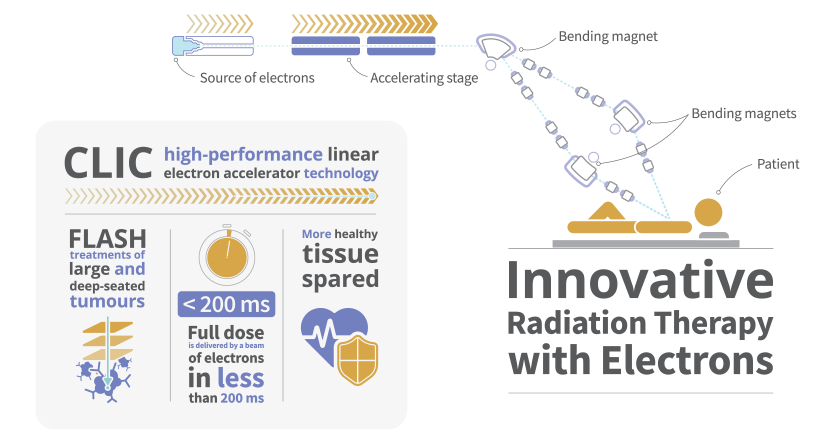 Source of electrons
Accelerating stage
Bending magnet
Bending magnets
Patient
CLIC high-performance linear
electron accelerator technology
FLASH
treatments of
large and
deep-seated
tumours
< 200 ms
Full dose
is delivered by a beam
of electrons
in less
than 200 ms
More healthy
tissue
spared
Innovative
Radiation Therapy
with Electrons